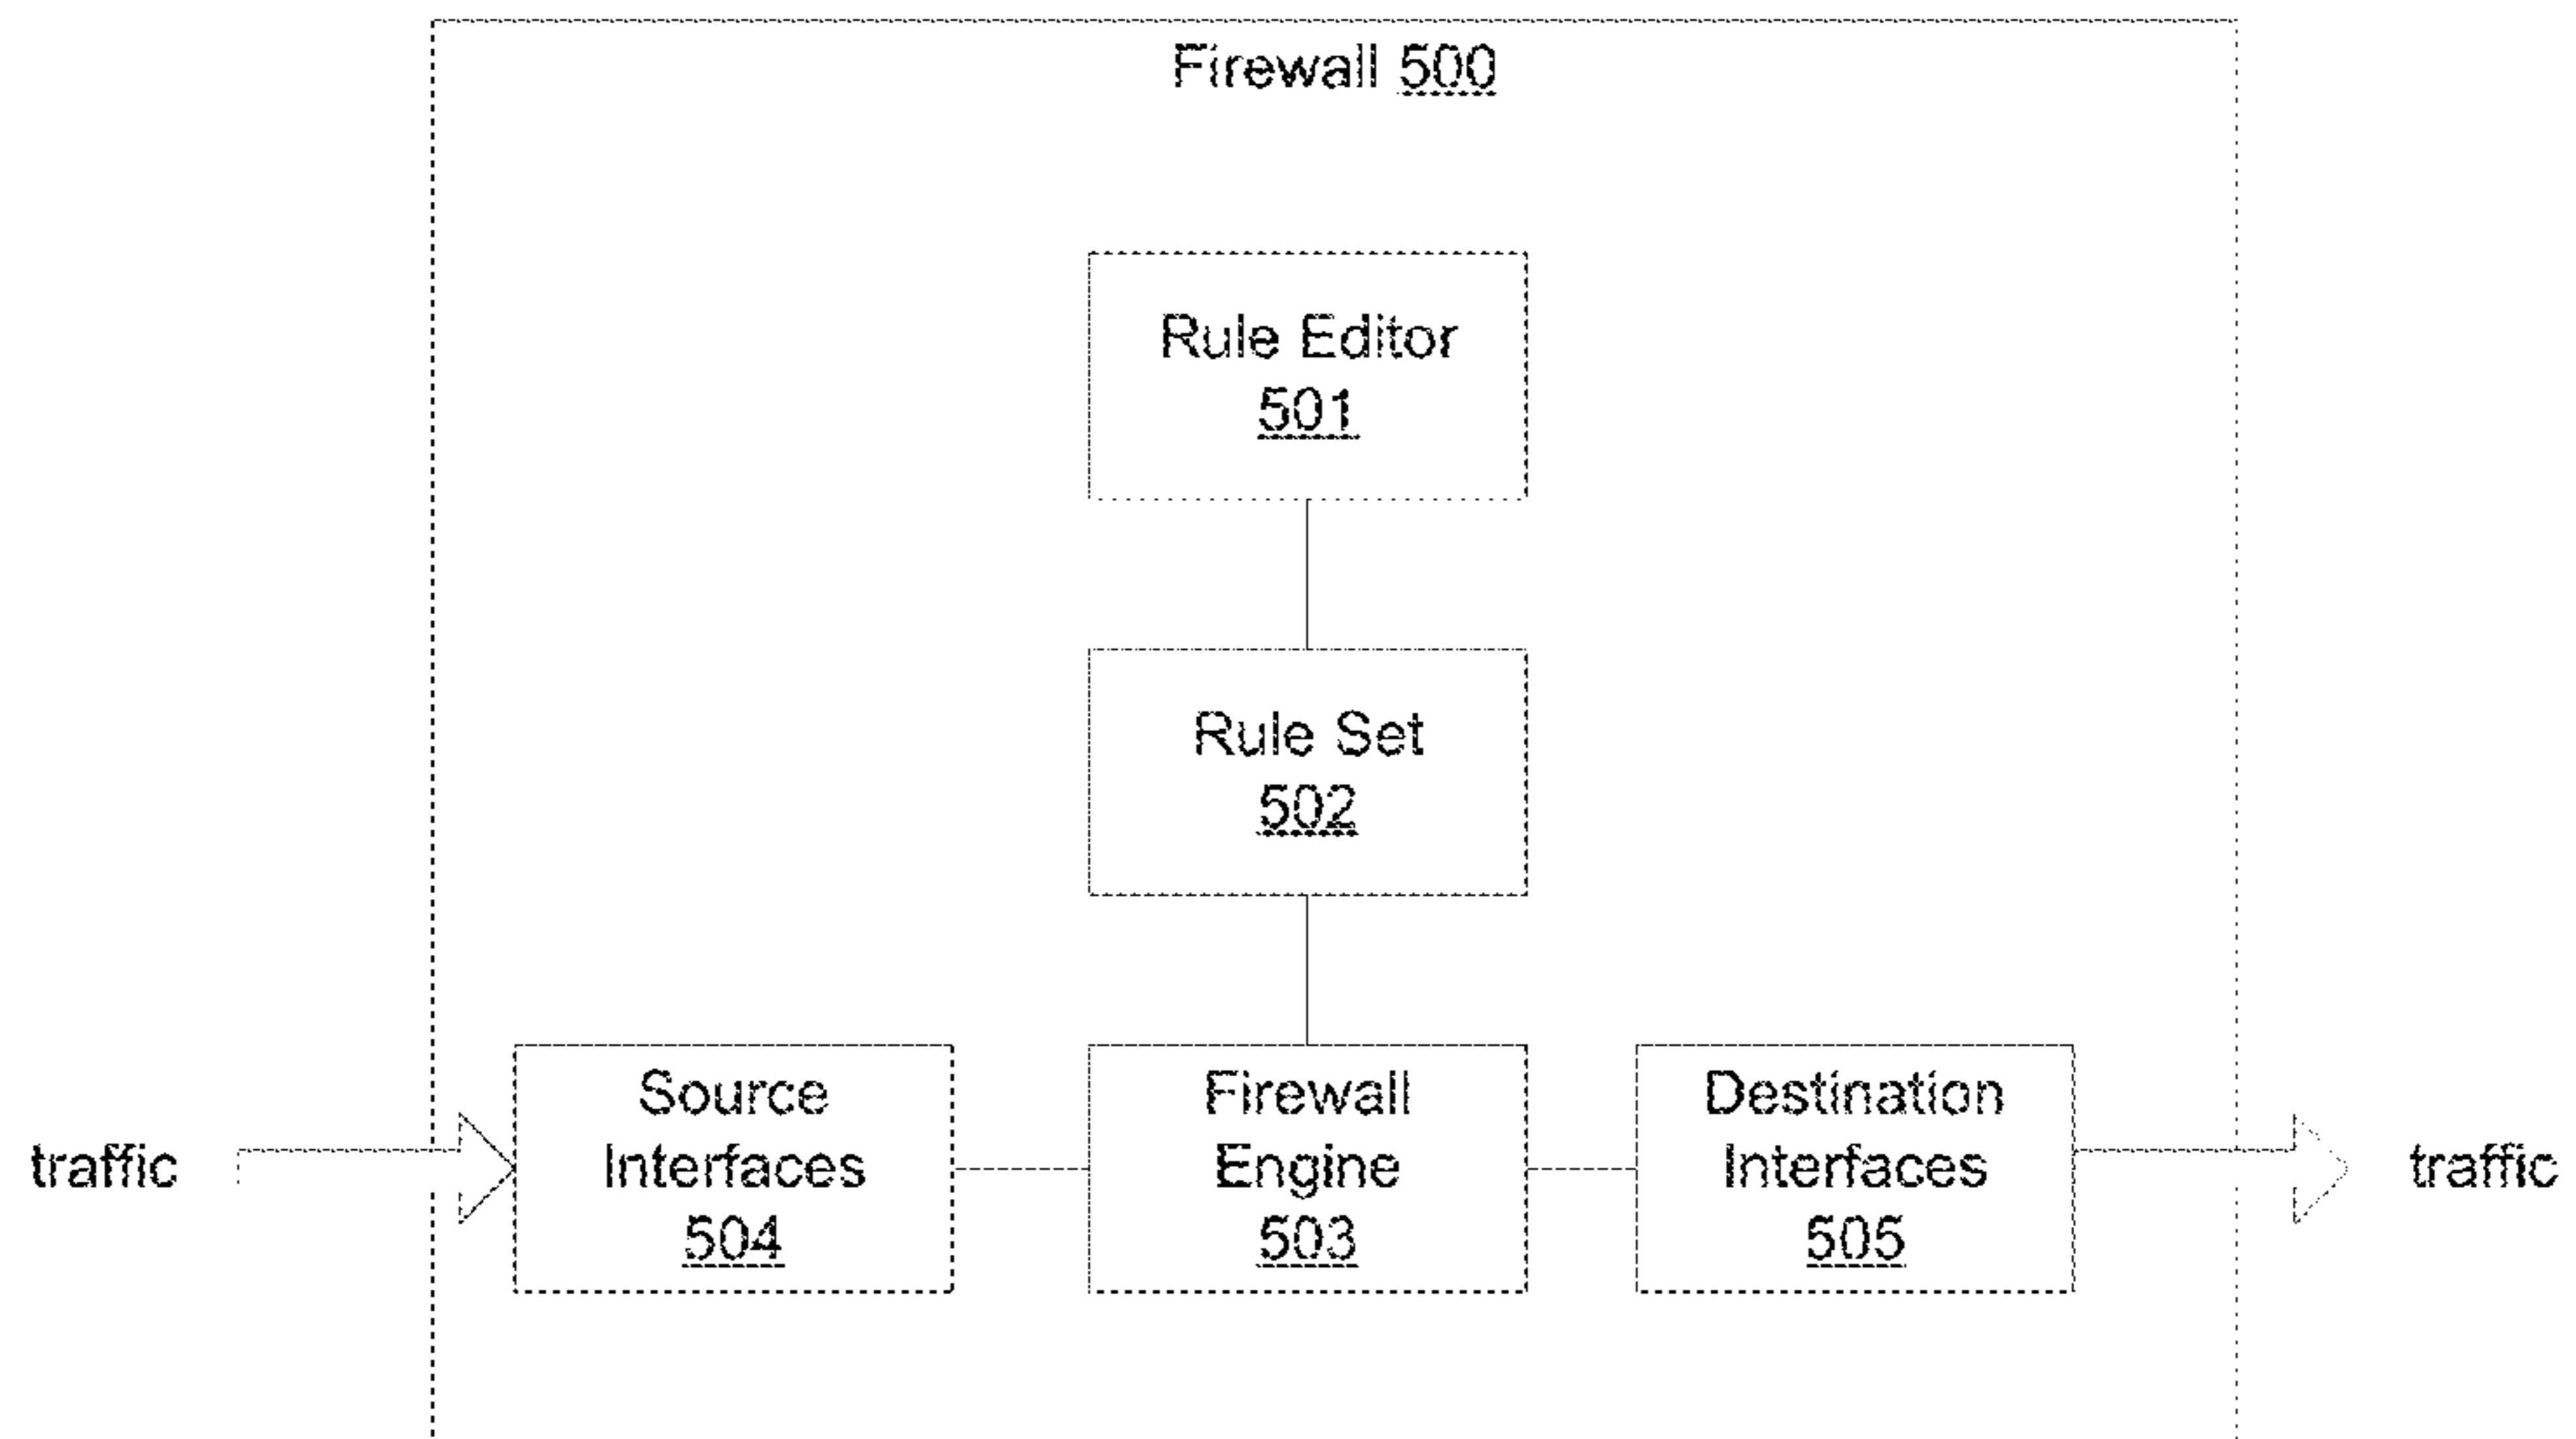 Firewall 500
Rule Editor
501
Rule Set
502
Source
Interfaces
504
Firewall
Engine
503
Destination
Interfaces
505
traffic
traffic